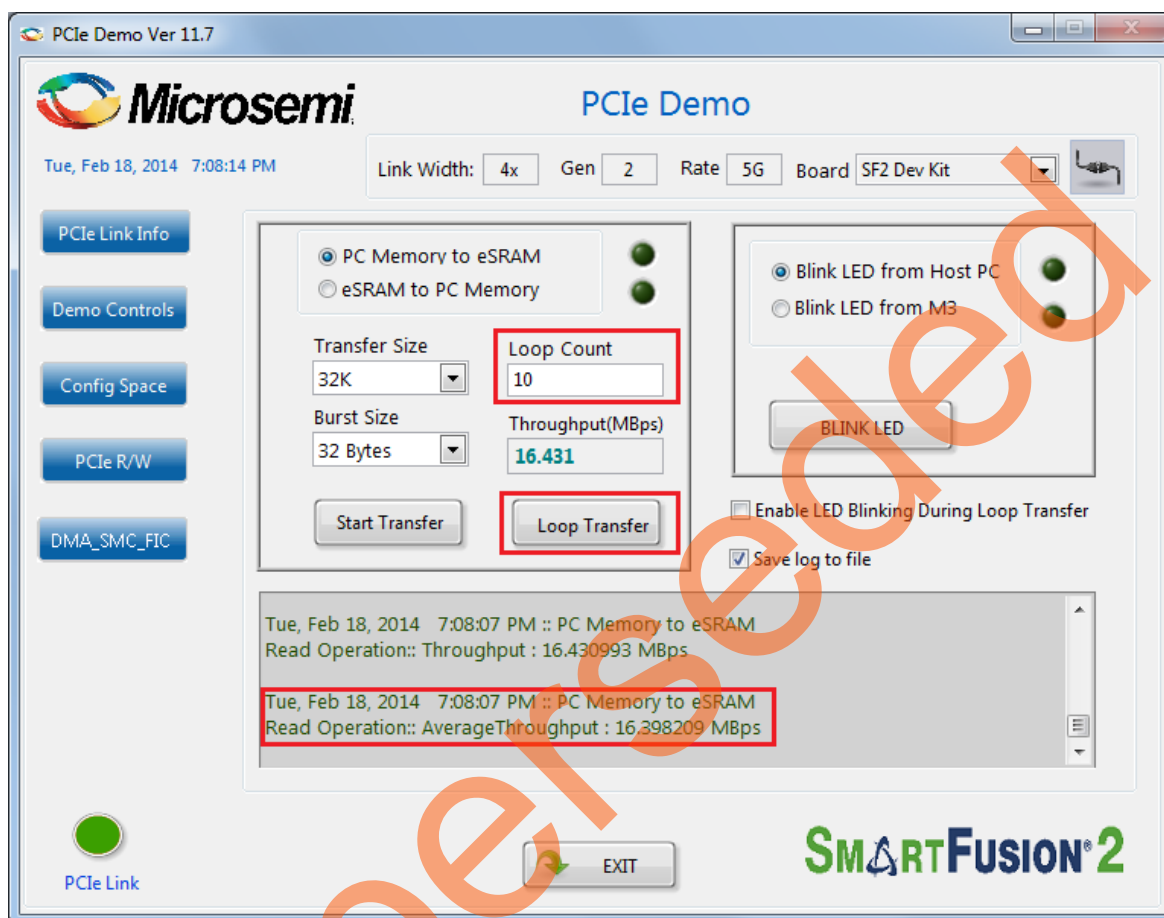 PCIe Demo Ver 11.7
Microsemi
PCIe Demo
Tue, Feb 18, 2014 7:08:14 PM
Link Width: 4x Gen 2 Rate 5G Board SF2 Dev Kit
PCIe Link Info
Demo Controls
Config Space
PCIe R/W
DMA_SMC_FIC
PC Memory to eSRAM
eSRAM to PC Memory
Transfer Size
32K
Loop Count
10
Burst Size
32 Bytes
Throughput(MBps)
16.431
Start Transfer
Loop Transfer
Blink LED from Host PC
Blink LED from M3
BLINK LED
Enable LED Blinking During Loop Transfer
Save log to file
Tue, Feb 18, 2014 7:08:07 PM :: PC Memory to eSRAM
Read Operation:: Throughput : 16.430993 MBps
Tue, Feb 18, 2014 7:08:07 PM :: PC Memory to eSRAM
Read Operation:: AverageThroughput : 16.398209 MBps
PCIe Link
EXIT
SMARTFUSION®2
perseded